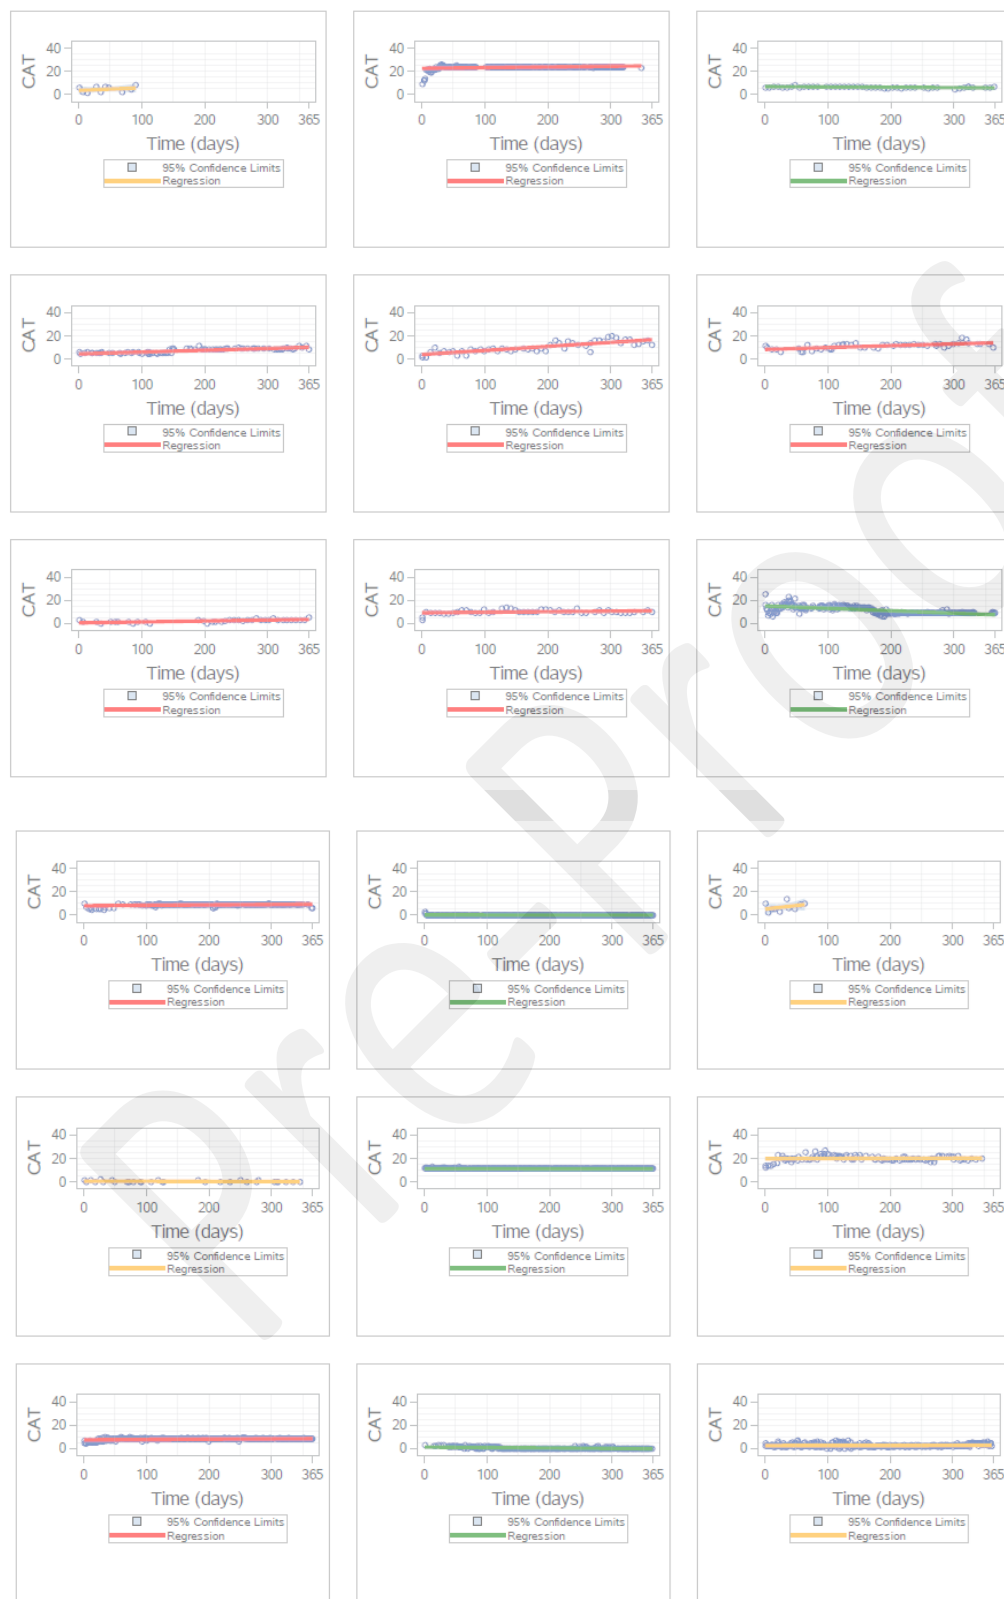 40
20
0
CAT
0 100 200 300 365
Time (days)
95% Confidence Limits
Regression
40
20
0
CAT
0 100 200 300 365
Time (days)
95% Confidence Limits
Regression
40
20
0
CAT
0 100 200 300 365
Time (days)
95% Confidence Limits
Regression
40
20
0
CAT
0 100 200 300 365
Time (days)
95% Confidence Limits
Regression
40
20
0
CAT
0 100 200 300 365
Time (days)
95% Confidence Limits
Regression
40
20
0
CAT
0 100 200 300 365
Time (days)
95% Confidence Limits
Regression
40
20
0
CAT
0 100 200 300 365
Time (days)
95% Confidence Limits
Regression
40
20
0
CAT
0 100 200 300 365
Time (days)
95% Confidence Limits
Regression
40
20
0
CAT
0 100 200 300 365
Time (days)
95% Confidence Limits
Regression
40
20
0
CAT
0 100 200 300 365
Time (days)
95% Confidence Limits
Regression
40
20
0
CAT
0 100 200 300 365
Time (days)
95% Confidence Limits
Regression
40
20
0
CAT
0 100 200 300 365
Time (days)
95% Confidence Limits
Regression
40
20
0
CAT
0 100 200 300 365
Time (days)
95% Confidence Limits
Regression
40
20
0
CAT
0 100 200 300 365
Time (days)
95% Confidence Limits
Regression
40
20
0
CAT
0 100 200 300 365
Time (days)
95% Confidence Limits
Regression
40
20
0
CAT
0 100 200 300 365
Time (days)
95% Confidence Limits
Regression
40
20
0
CAT
0 100 200 300 365
Time (days)
95% Confidence Limits
Regression
40
20
0
CAT
0 100 200 300 365
Time (days)
95% Confidence Limits
Regression
Pre-Proof